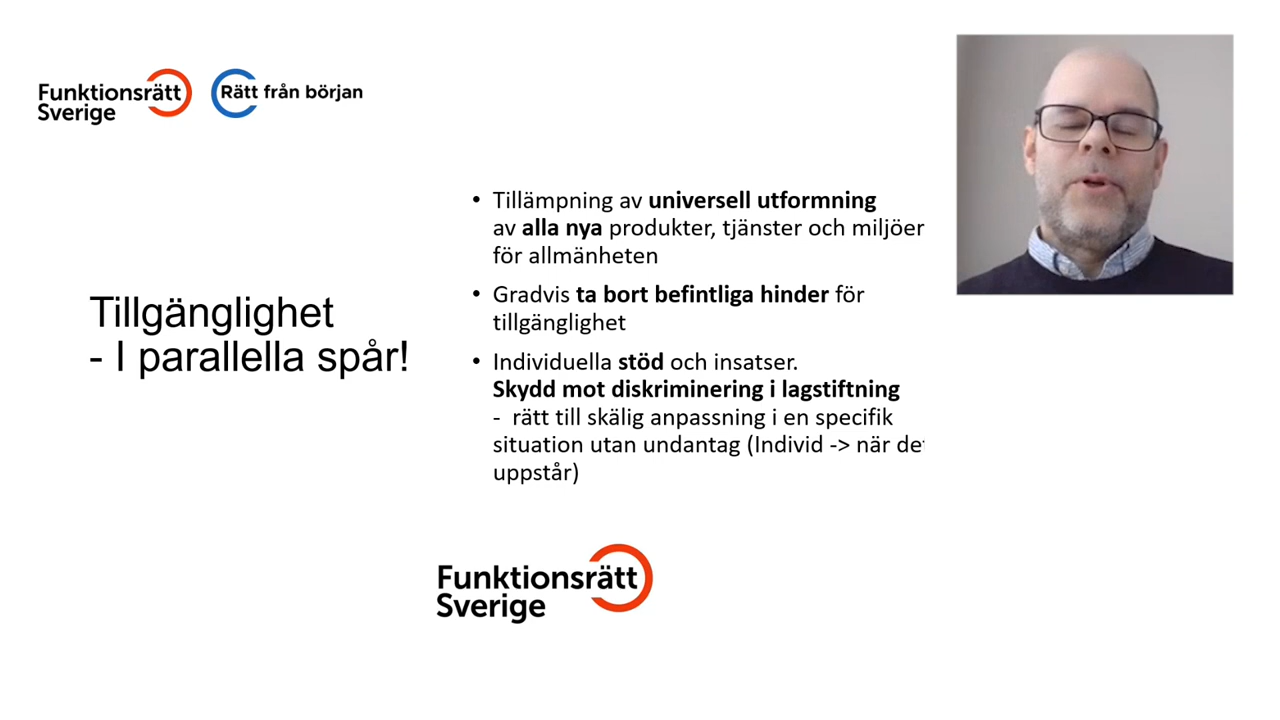 Funktionsrätt
Sverige
Rätt från början
Tillgänglighet
- I parallella spår!
• Tillämpning av universell utformning
av alla nya produkter, tjänster och miljöer
för allmänheten
• Gradvis ta bort befintliga hinder för
tillgänglighet
• Individuella stöd och insatser.
Skydd mot diskriminering i lagstiftning
- rätt till skälig anpassning i en specifik
situation utan undantag (Individ -> när det
uppstår)
Funktionsrätt
Sverige